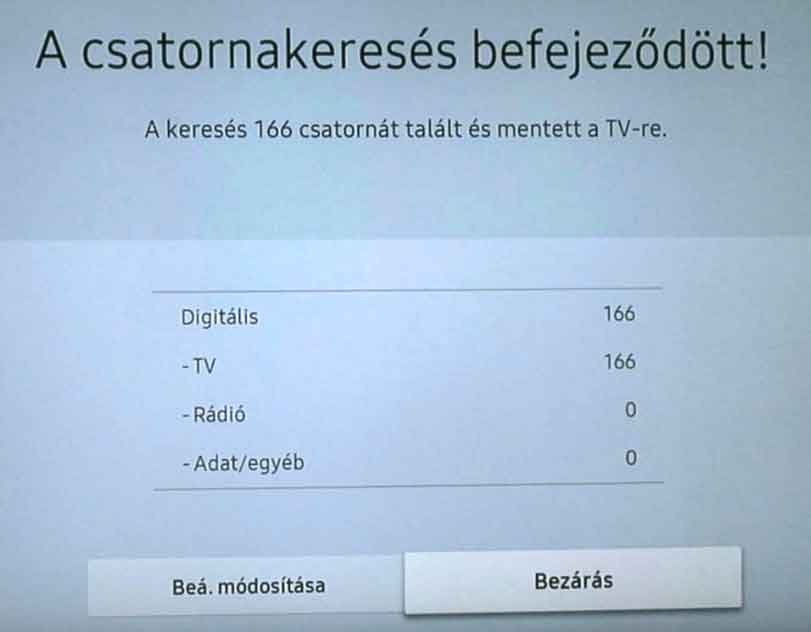 A csatornakeresés befejeződött!
A keresés 166 csatornát talált és mentett a TV-re.
Digitális 166
- TV 166
- Rádió 0
- Adat/egyéb 0
Beá. módosítása Bezárás